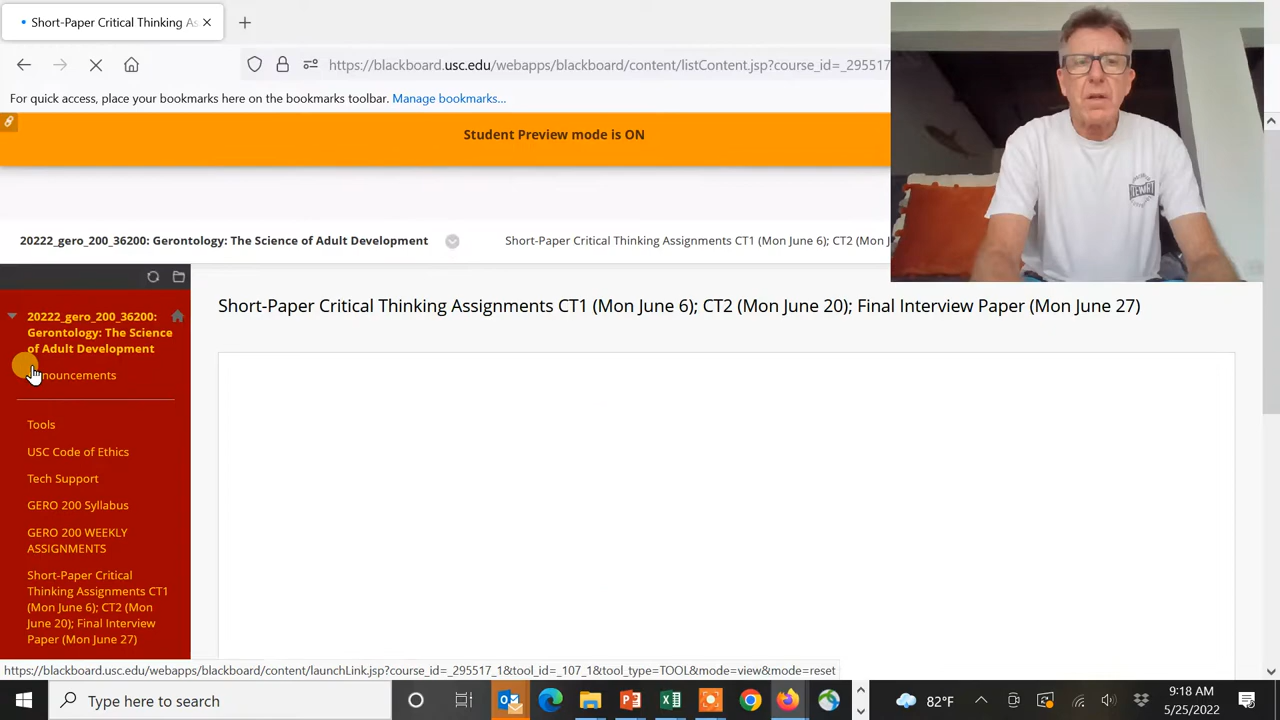 Short-Paper Critical Thinking As
https://blackboard.usc.edu/webapps/blackboard/content/listContent.jsp?course_id=_295517
For quick access, place your bookmarks here on the bookmarks toolbar. Manage bookmarks...
Student Preview mode is ON
20222_gero_200_36200: Gerontology: The Science of Adult Development
Short-Paper Critical Thinking Assignments CT1 (Mon June 6); CT2 (Mon J
Short-Paper Critical Thinking Assignments CT1 (Mon June 6); CT2 (Mon June 20); Final Interview Paper (Mon June 27)
20222_gero_200_36200:
Gerontology: The Science
of Adult Development
nouncements
Tools
USC Code of Ethics
Tech Support
GERO 200 Syllabus
GERO 200 WEEKLY
ASSIGNMENTS
Short-Paper Critical
Thinking Assignments CT1
(Mon June 6); CT2 (Mon
June 20); Final Interview
Paper (Mon June 27)
https://blackboard.usc.edu/webapps/blackboard/content/launchLink.jsp?course_id=_295517_1&tool_id=_107_1&tool_type=TOOL&mode=view&mode=reset
Type here to search
82°F
9:18 AM
5/25/2022